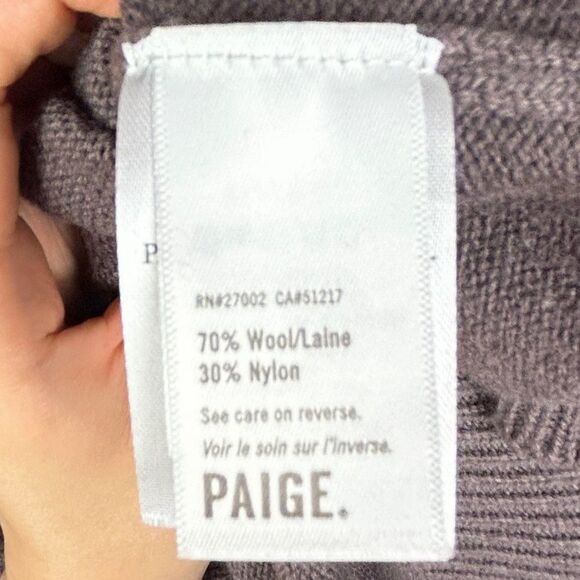 P
RN#27002 CA#51217
70% Wool/Laine
30% Nylon
See care on reverse.
Voir le soin sur l'inverse.
PAIGE.